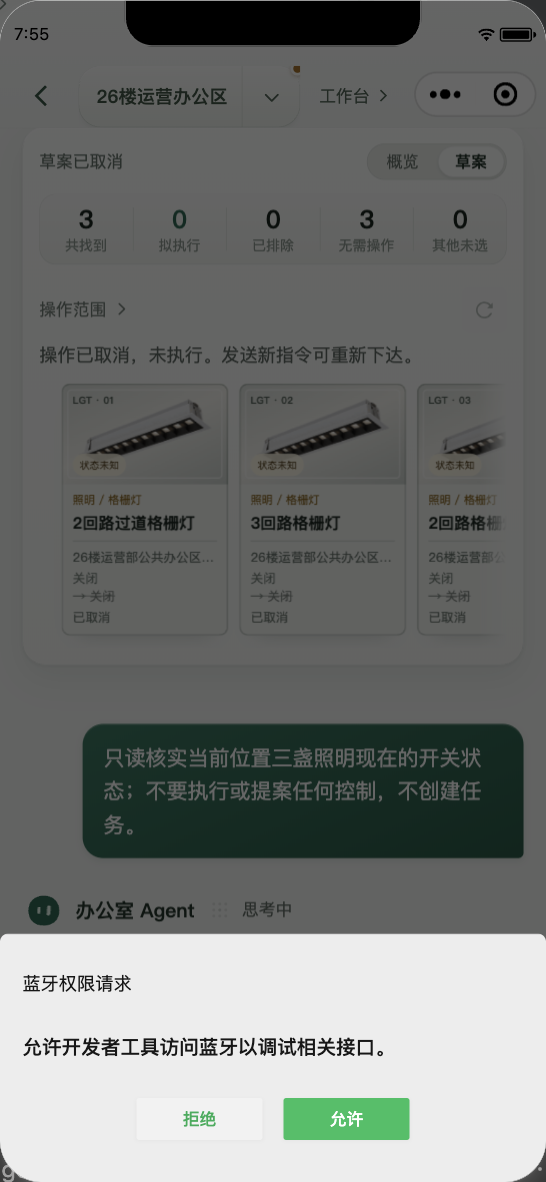 7:55
26楼运营办公区
工作台
草案已取消
概览
草案
3
0
0
3
0
共找到
拟执行
已排除
无需操作
其他未选
操作范围
操作已取消，未执行。发送新指令可重新下达。
LGT · 01
LGT · 02
LGT · 03
状态未知
状态未知
状态未知
照明 / 格栅灯
照明 / 格栅灯
照明 / 格栅灯
2回路过道格栅灯
3回路格栅灯
2回路格栅
26楼运营部公共办公区...
26楼运营部公共办公区...
26楼运营部公
关闭
关闭
关闭
→ 关闭
→ 关闭
→ 关闭
已取消
已取消
已取消
只读核实当前位置三盏照明现在的开关状
态；不要执行或提案任何控制，不创建任
务。
办公室 Agent
思考中
蓝牙权限请求
允许开发者工具访问蓝牙以调试相关接口。
拒绝
允许